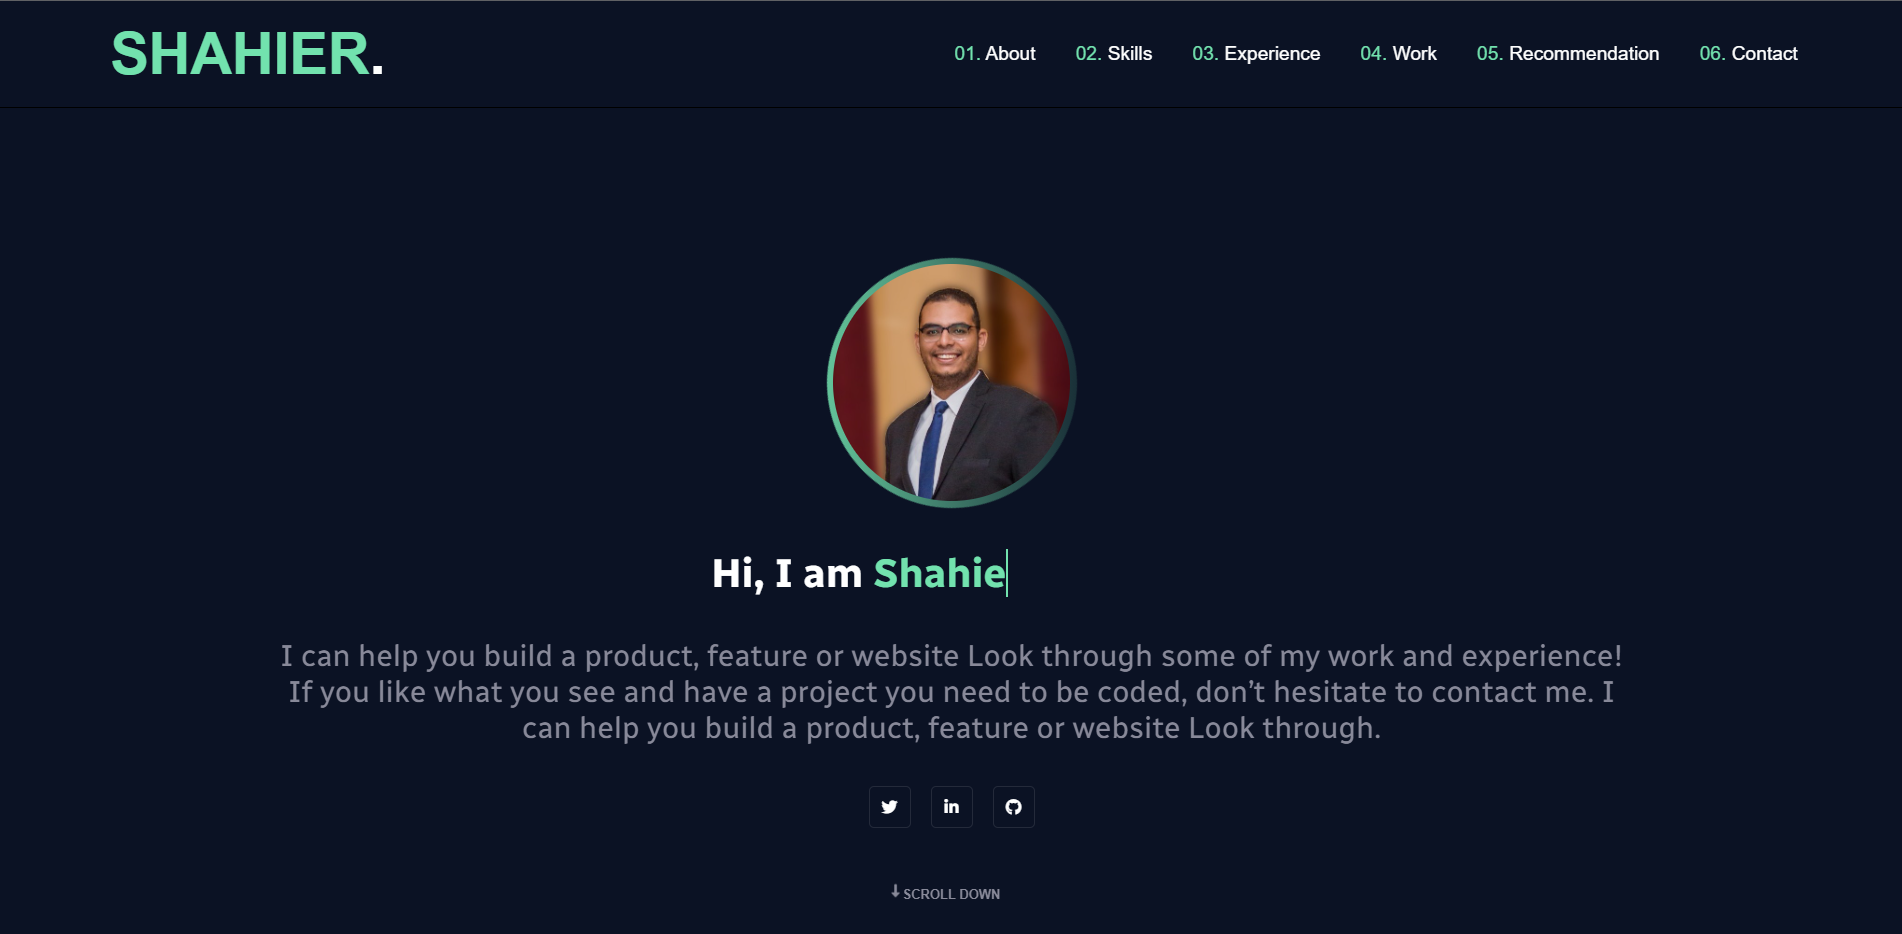 SHAHIER.
01. About 02. Skills 03. Experience 04. Work 05. Recommendation 06. Contact
Hi, I am Shahie
I can help you build a product, feature or website Look through some of my work and experience!
If you like what you see and have a project you need to be coded, don’t hesitate to contact me. I
can help you build a product, feature or website Look through.
in
SCROLL DOWN